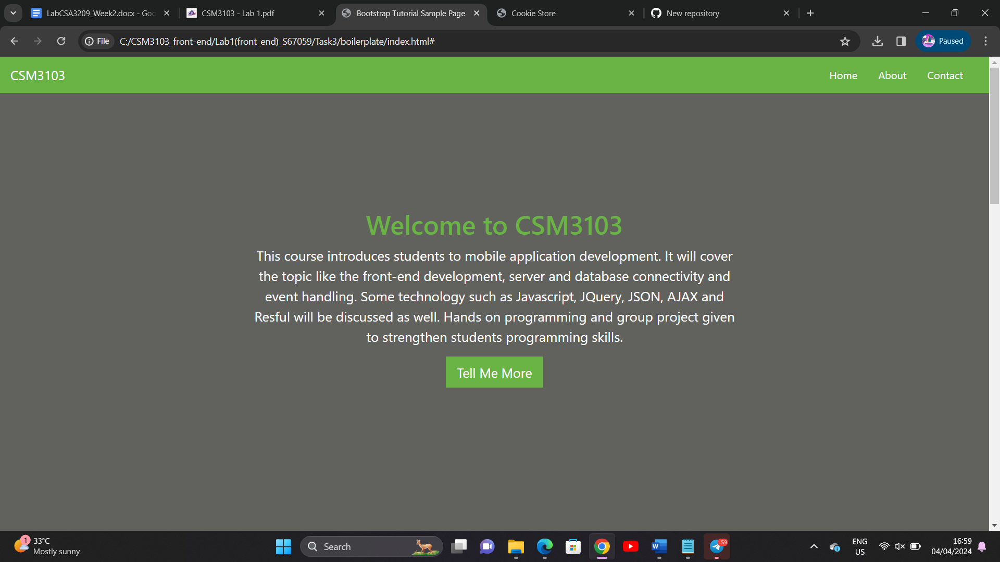 LabCSA3209_Week2.docx - Goo
CSM3103 - Lab 1.pdf
Bootstrap Tutorial Sample Page
Cookie Store
New repository
File
C:/CSM3103_front-end/Lab1(front_end)_S67059/Task3/boilerplate/index.html#
Paused
CSM3103
Home
About
Contact
Welcome to CSM3103
This course introduces students to mobile application development. It will cover
the topic like the front-end development, server and database connectivity and
event handling. Some technology such as Javascript, JQuery, JSON, AJAX and
Resful will be discussed as well. Hands on programming and group project given
to strengthen students programming skills.
Tell Me More
1
33°C
Mostly sunny
Search
W
..59
ENG
US
16:59
04/04/2024